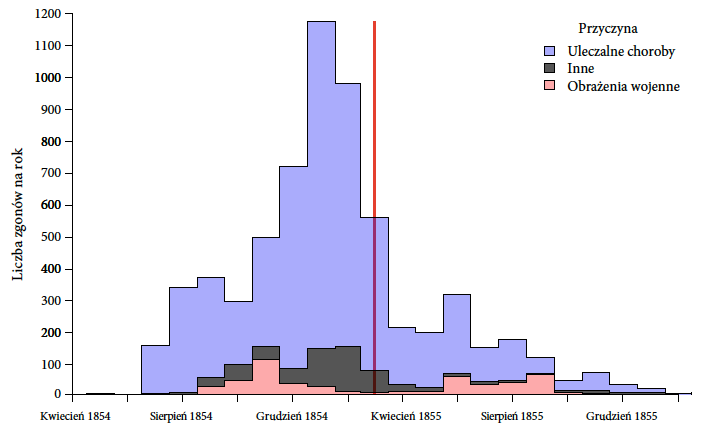 Liczba zgonów na rok
1200
1100
1000
900
800
700
600
500
400
300
200
100
0
Kwiecień 1854
Sierpień 1854
Grudzień 1854
Kwiecień 1855
Sierpień 1855
Grudzień 1855
Przyczyna
Uleczalne choroby
Inne
Obrażenia wojenne